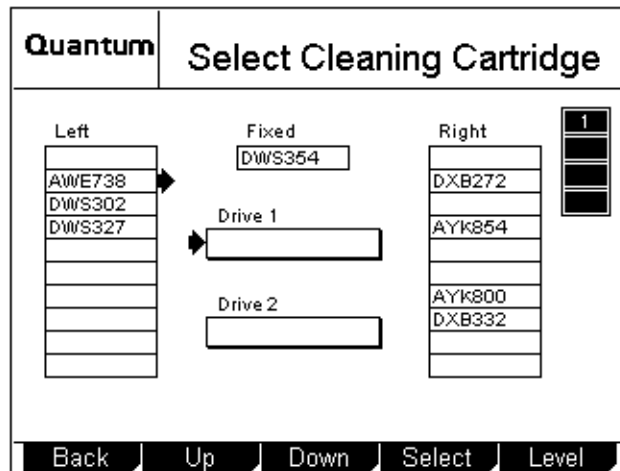 Quantum
Select Cleaning Cartridge
Left
Fixed
Right
1
DWS354
AWE738
DXB272
DWS302
DWS327
AYK854
Drive 1
AYK800
Drive 2
DXB332
Back
Up
Down
Select
Level